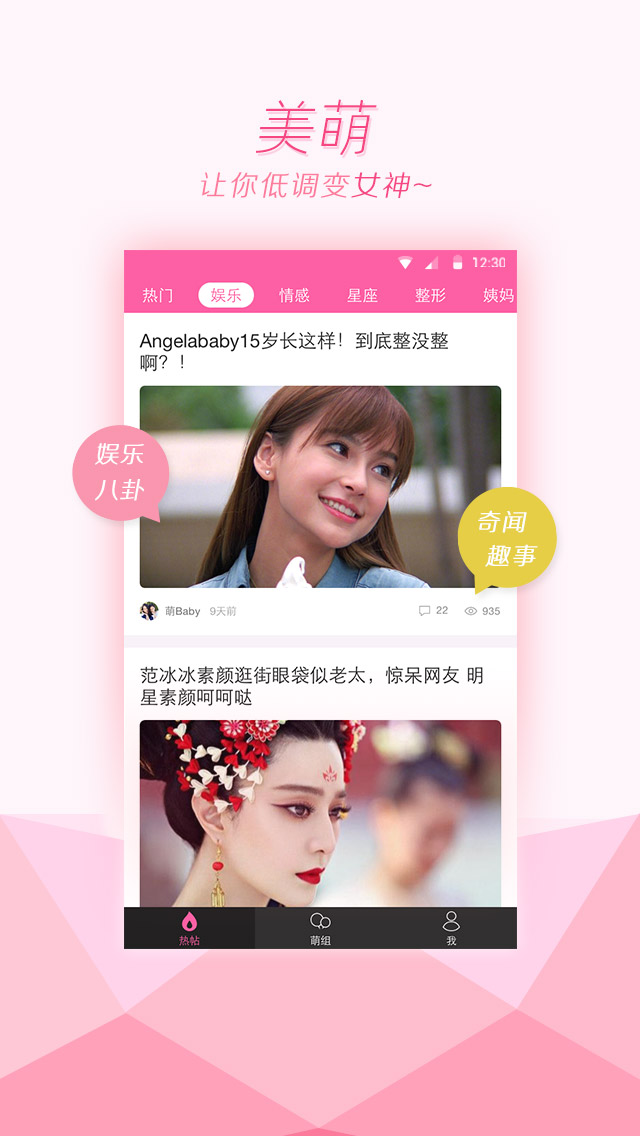 美萌
让你低调变女神~
12:30
热门 娱乐 情感 星座 整形 姨妈
Angelababy15岁长这样！到底整没整
啊？！
娱乐
八卦
奇闻
趣事
萌Baby 9天前 22 935
范冰冰素颜逛街眼袋似老太，惊呆网友 明
星素颜呵呵哒
热帖 萌组 我